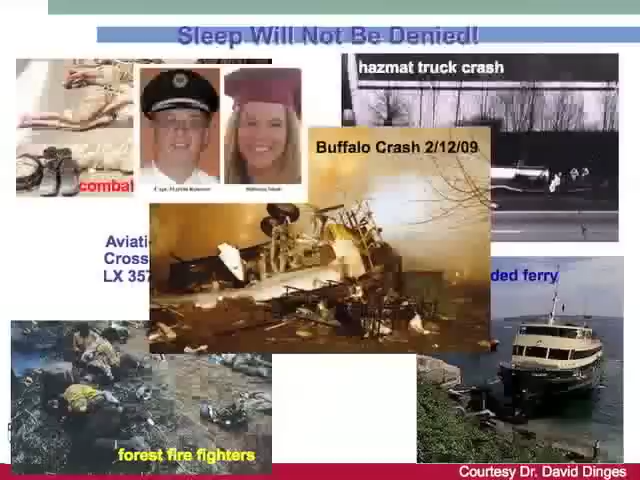 Sleep Will Not Be Denied!
hazmat truck crash
Buffalo Crash 2/12/09
combat
Aviati
Cross
LX 357
ded ferry
forest fire fighters
Courtesy Dr. David Dinges